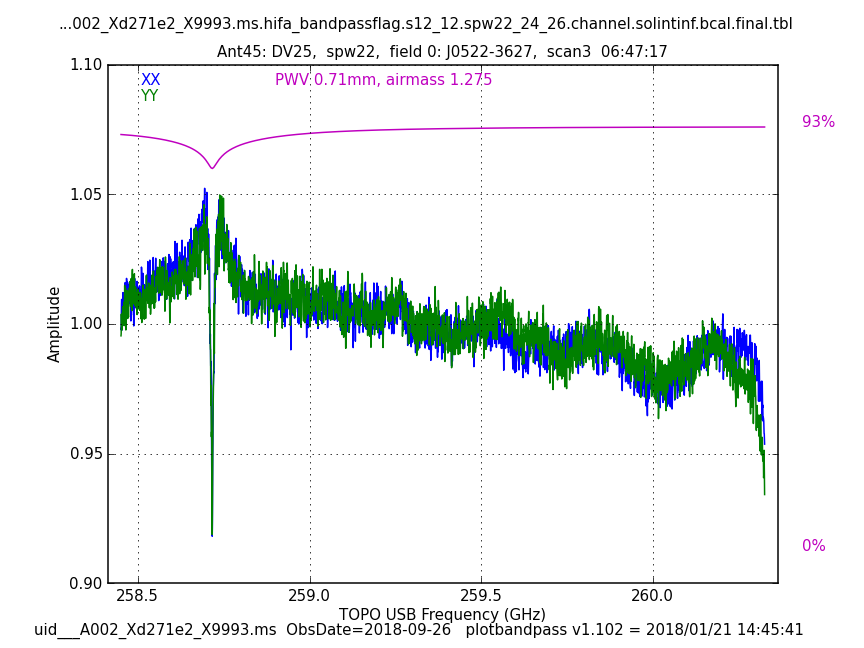 ...002_Xd271e2_X9993.ms.hifa_bandpassflag.s12_12.spw22_24_26.channel.solintinf.bcal.final.tbl
Ant45: DV25, spw22, field 0: J0522-3627, scan3 06:47:17
1.10
XX
PWV 0.71mm, airmass 1.275
YY
93%
1.05
1.00
Amplitude
0.95
0%
0.90
258.5 259.0 259.5 260.0
TOPO USB Frequency (GHz)
uid___A002_Xd271e2_X9993.ms ObsDate=2018-09-26 plotbandpass v1.102 = 2018/01/21 14:45:41